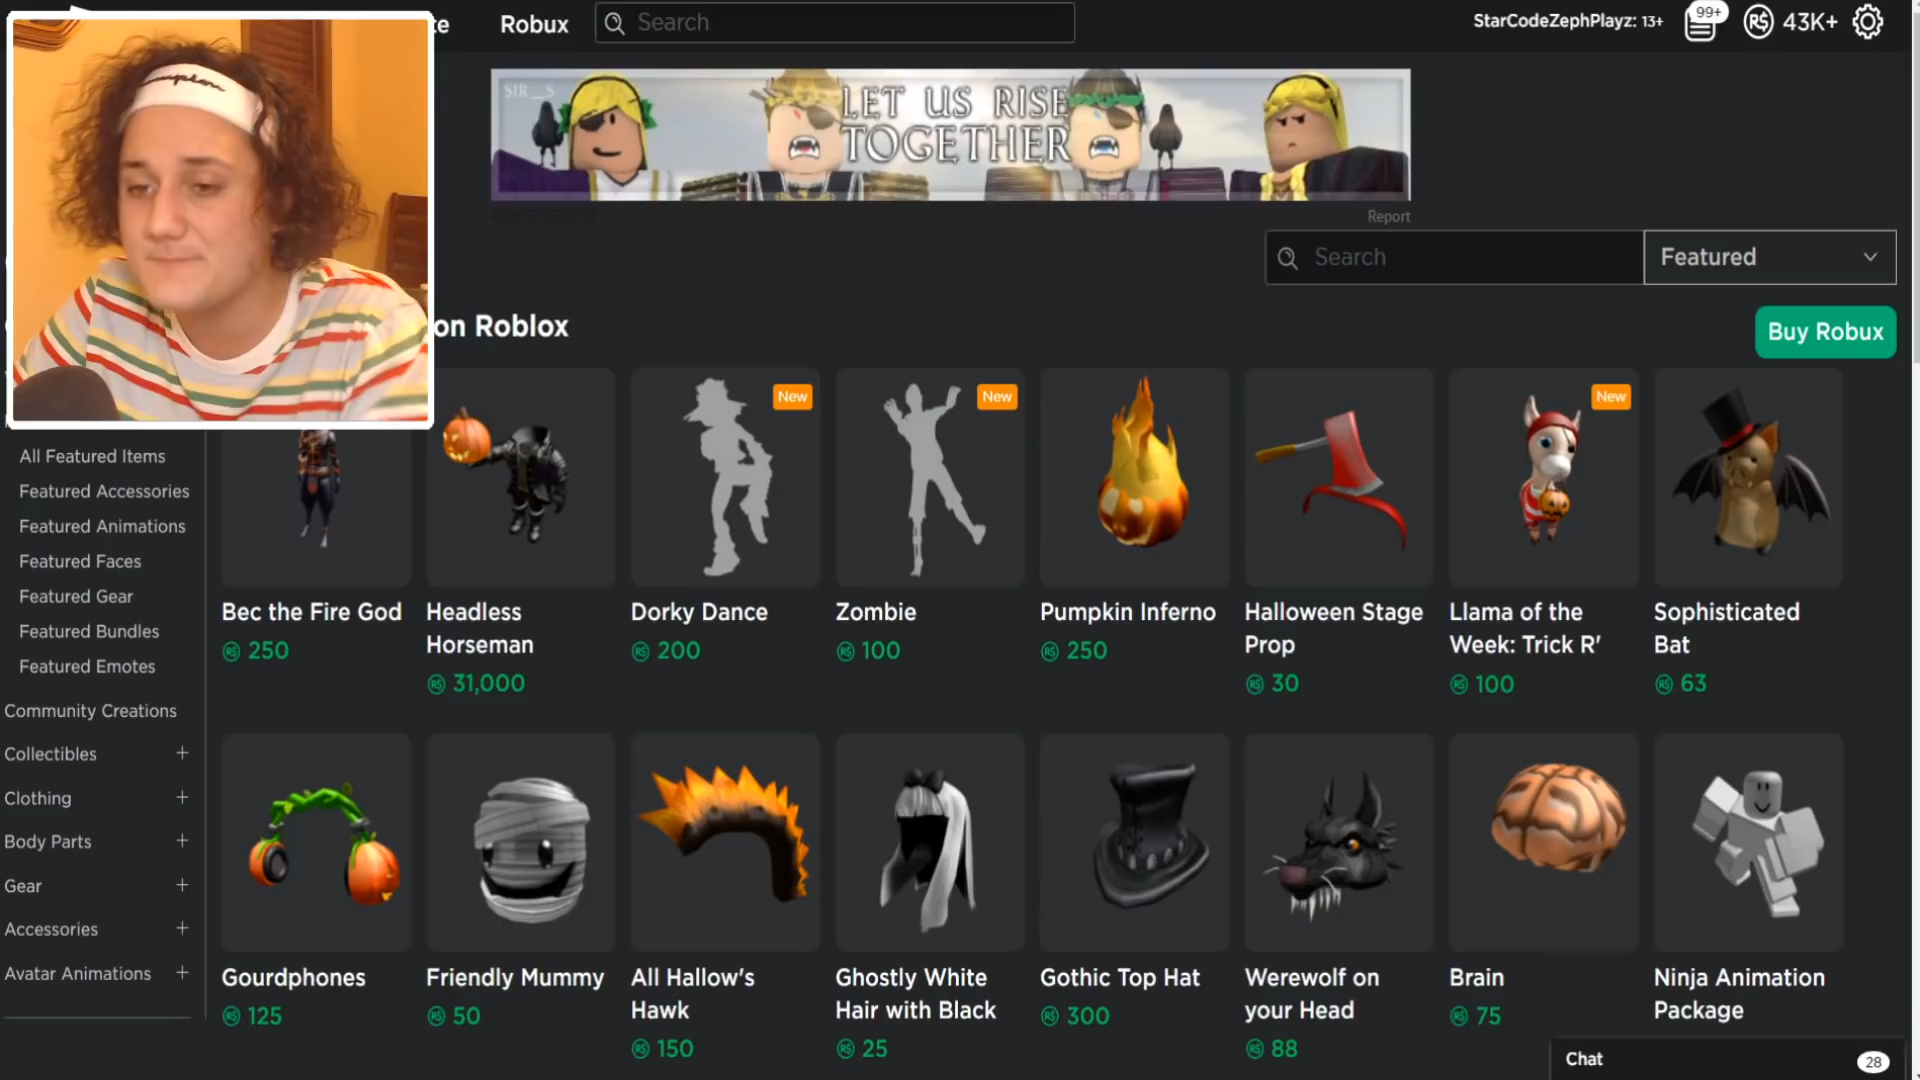 te
Robux
Search
StarCodeZephPlayz: 13+
99+
43K+
Champion
SIR__S
LET US RISE
TOGETHER
Report
Search
Featured
on Roblox
Buy Robux
All Featured Items
Featured Accessories
Featured Animations
Featured Faces
Featured Gear
Featured Bundles
Featured Emotes
Community Creations
Collectibles +
Clothing +
Body Parts +
Gear +
Accessories +
Avatar Animations +
Bec the Fire God
250
Headless
Horseman
31,000
New
Dorky Dance
200
New
Zombie
100
Pumpkin Inferno
250
Halloween Stage
Prop
30
New
Llama of the
Week: Trick R'
100
Sophisticated
Bat
63
Gourdphones
125
Friendly Mummy
50
All Hallow's
Hawk
150
Ghostly White
Hair with Black
25
Gothic Top Hat
300
Werewolf on
your Head
88
Brain
75
Ninja Animation
Package
Chat
28